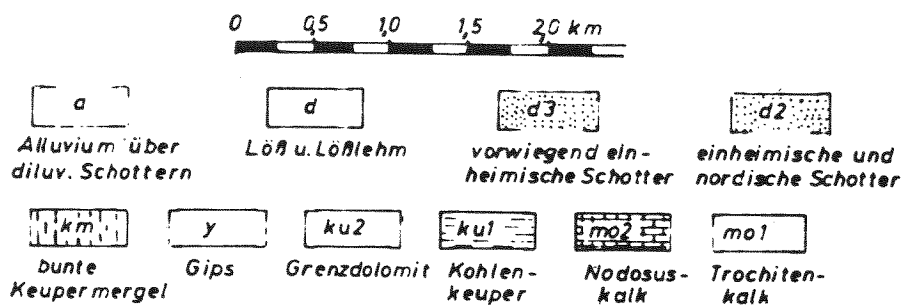 0 0,5 1,0 1,5 2,0 km
a d d3 d2
Alluvium über
diluv. Schottern
Löß u. Lößlehm
vorwiegend ein-
heimische Schotter
einheimische und
nordische Schotter
km y ku2 ku1 mo2 mo1
bunte
Keupermergel
Gips
Grenzdolomit
Kohlen-
keuper
Nodosus-
kalk
Trochiten-
kalk